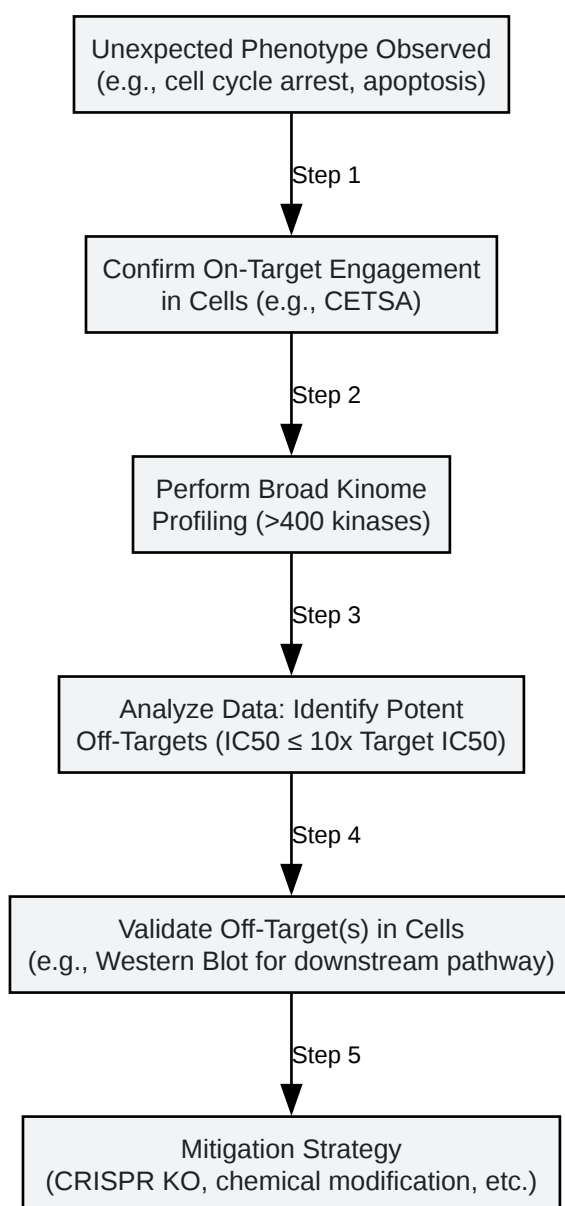 Unexpected Phenotype Observed
(e.g., cell cycle arrest, apoptosis)
Step 1
Confirm On-Target Engagement
in Cells (e.g., CETSA)
Step 2
Perform Broad Kinome
Profiling (>400 kinases)
Step 3
Analyze Data: Identify Potent
Off-Targets (IC50 ≤ 10x Target IC50)
Step 4
Validate Off-Target(s) in Cells
(e.g., Western Blot for downstream pathway)
Step 5
Mitigation Strategy
(CRISPR KO, chemical modification, etc.)